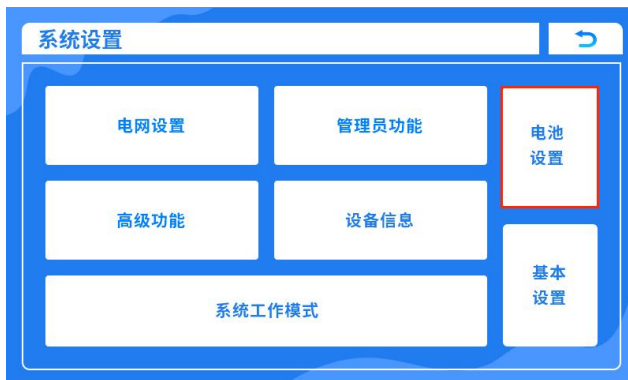 系统设置
电网设置
管理员功能
电池
设置
高级功能
设备信息
基本
设置
系统工作模式